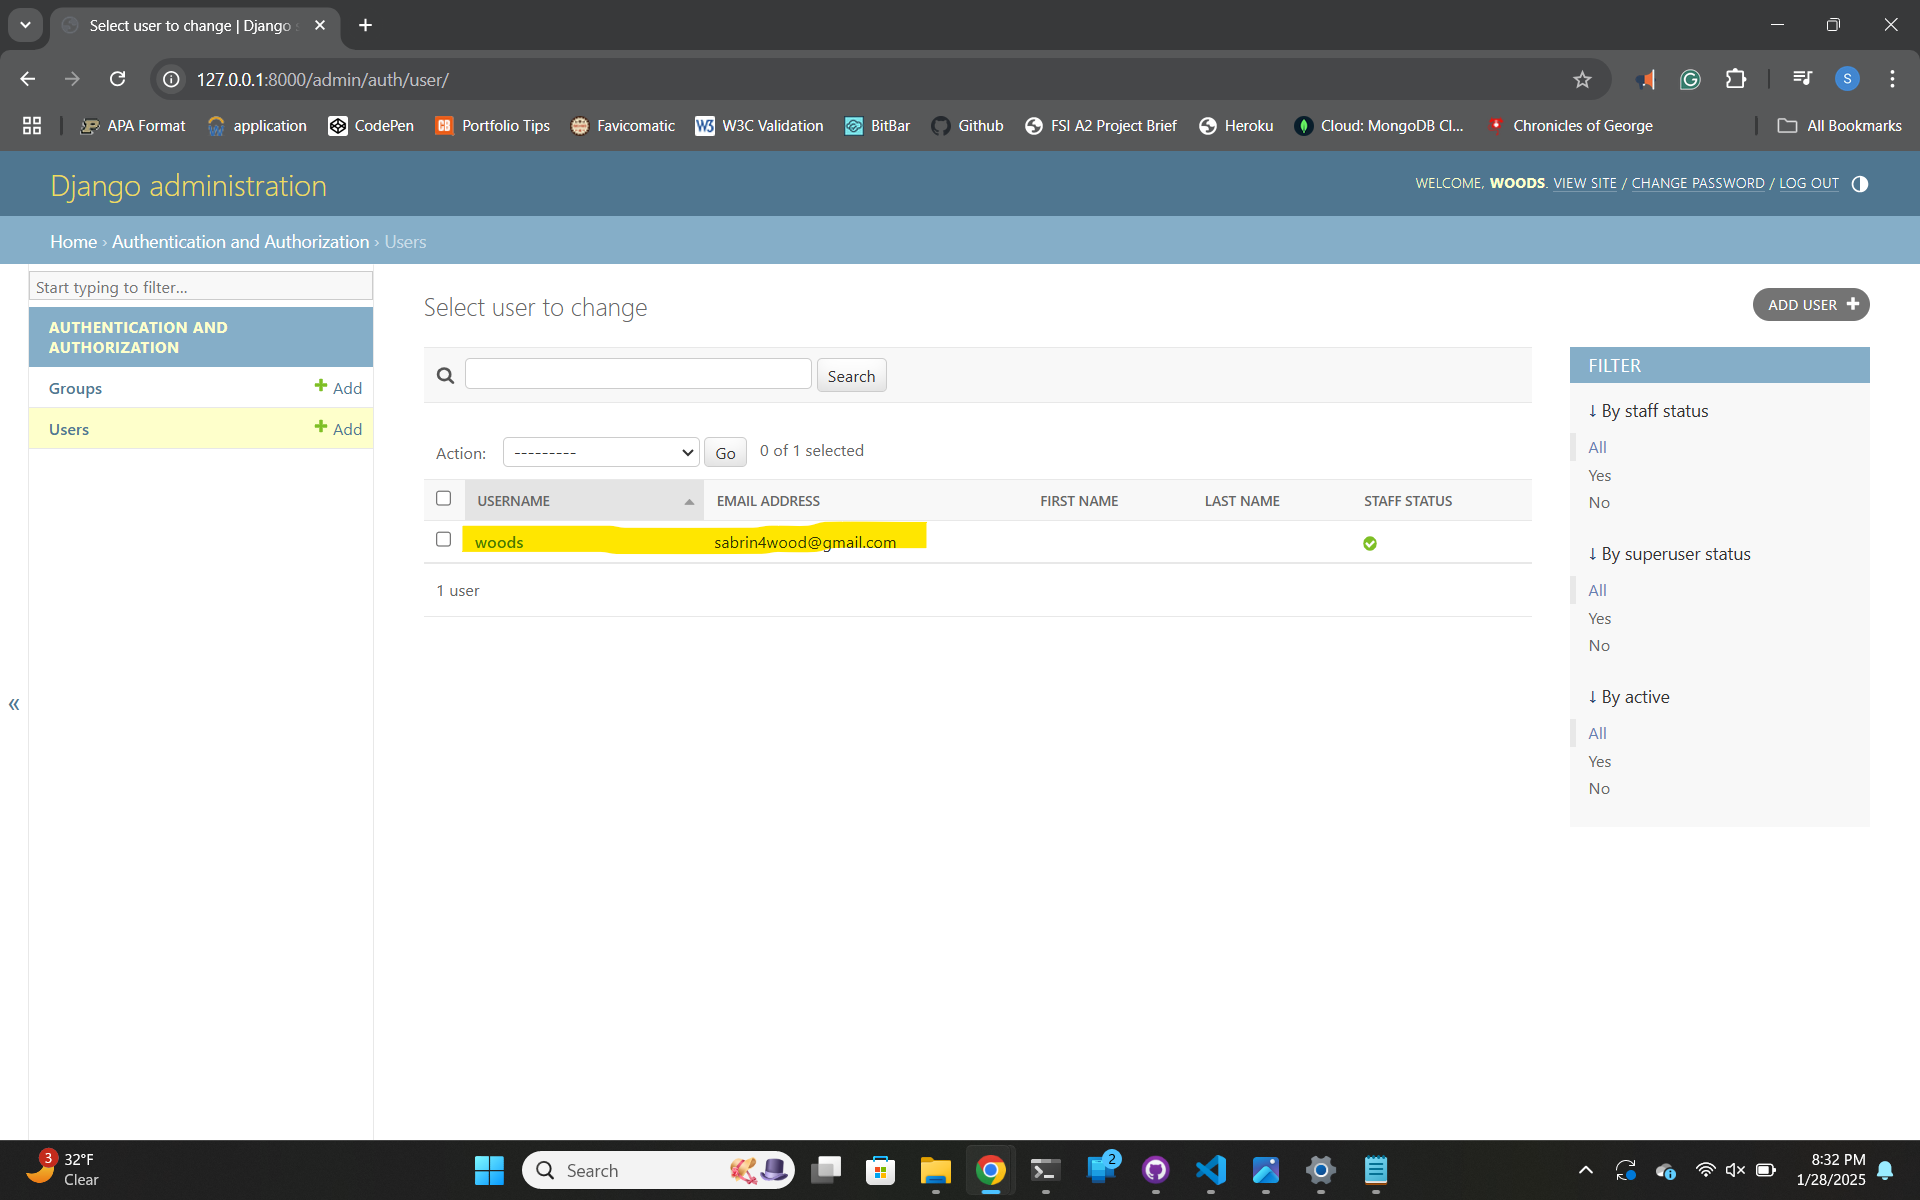 Select user to change | Django s
127.0.0.1:8000/admin/auth/user/
S
APA Format application CodePen Portfolio Tips Favicomatic W3C Validation BitBar Github FSI A2 Project Brief Heroku Cloud: MongoDB Cl... Chronicles of George All Bookmarks
Django administration
WELCOME, WOODS. VIEW SITE / CHANGE PASSWORD / LOG OUT
Home › Authentication and Authorization › Users
Start typing to filter...
AUTHENTICATION AND
AUTHORIZATION
Groups Add
Users Add
Select user to change
ADD USER
Search
Action: --------- Go 0 of 1 selected
USERNAME EMAIL ADDRESS FIRST NAME LAST NAME STAFF STATUS
woods sabrin4wood@gmail.com
1 user
FILTER
↓ By staff status
All
Yes
No
↓ By superuser status
All
Yes
No
↓ By active
All
Yes
No
«
3
32°F
Clear
Search
2
8:32 PM
1/28/2025